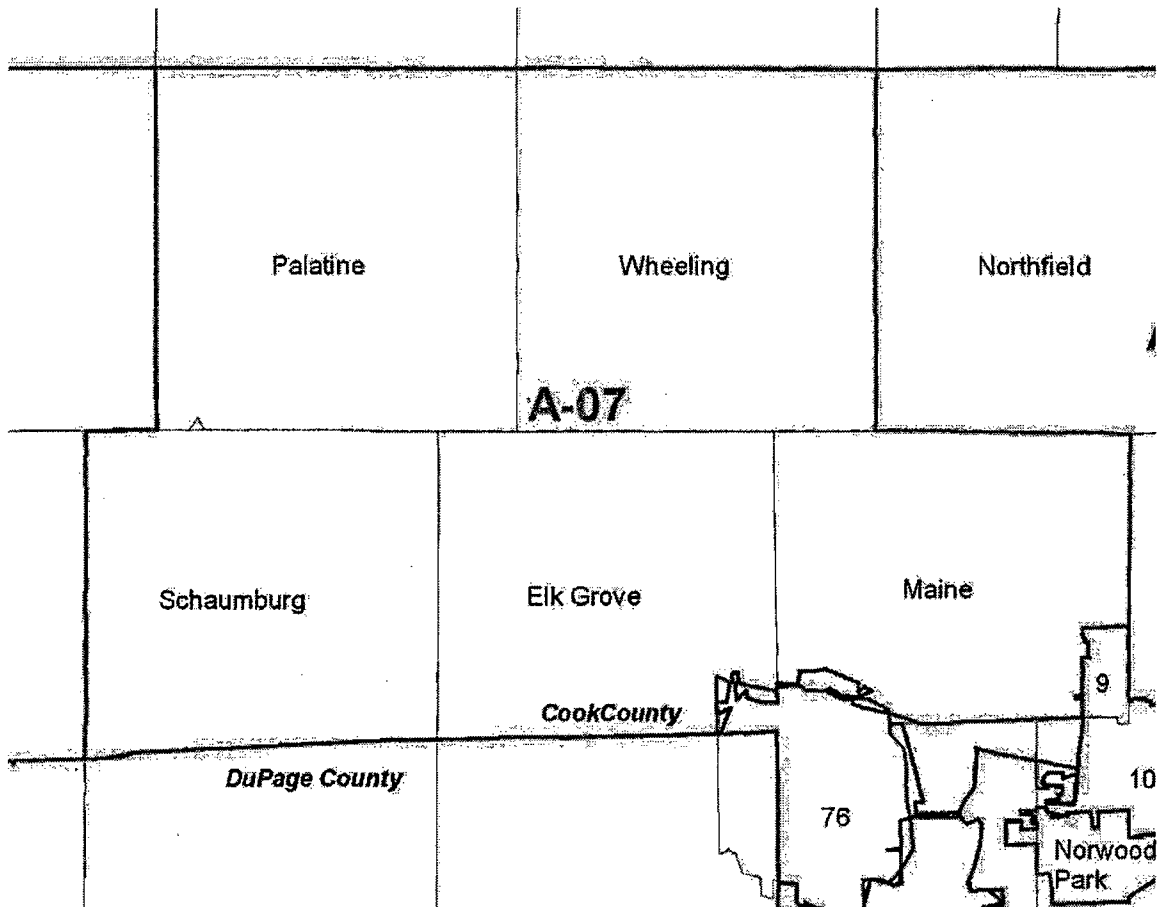 Palatine
Wheeling
Northfield
A-07
Schaumburg
Elk Grove
Maine
9
CookCounty
DuPage County
10
76
Norwood
Park